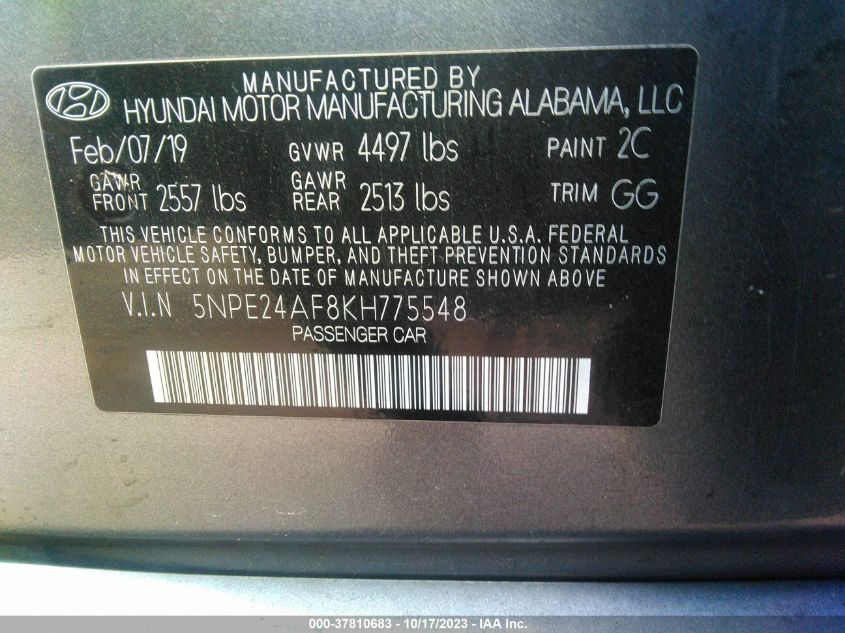 MANUFACTURED BY
HYUNDAI MOTOR MANUFACTURING ALABAMA, LLC
Feb/07/19 GVWR 4497 lbs PAINT 2C
GAWR FRONT 2557 lbs GAWR REAR 2513 lbs TRIM GG
THIS VEHICLE CONFORMS TO ALL APPLICABLE U.S.A. FEDERAL
MOTOR VEHICLE SAFETY, BUMPER, AND THEFT PREVENTION STANDARDS
IN EFFECT ON THE DATE OF MANUFACTURE SHOWN ABOVE
V.I.N 5NPE24AF8KH775548
PASSENGER CAR
000-37810683 - 10/17/2023 - IAA Inc.